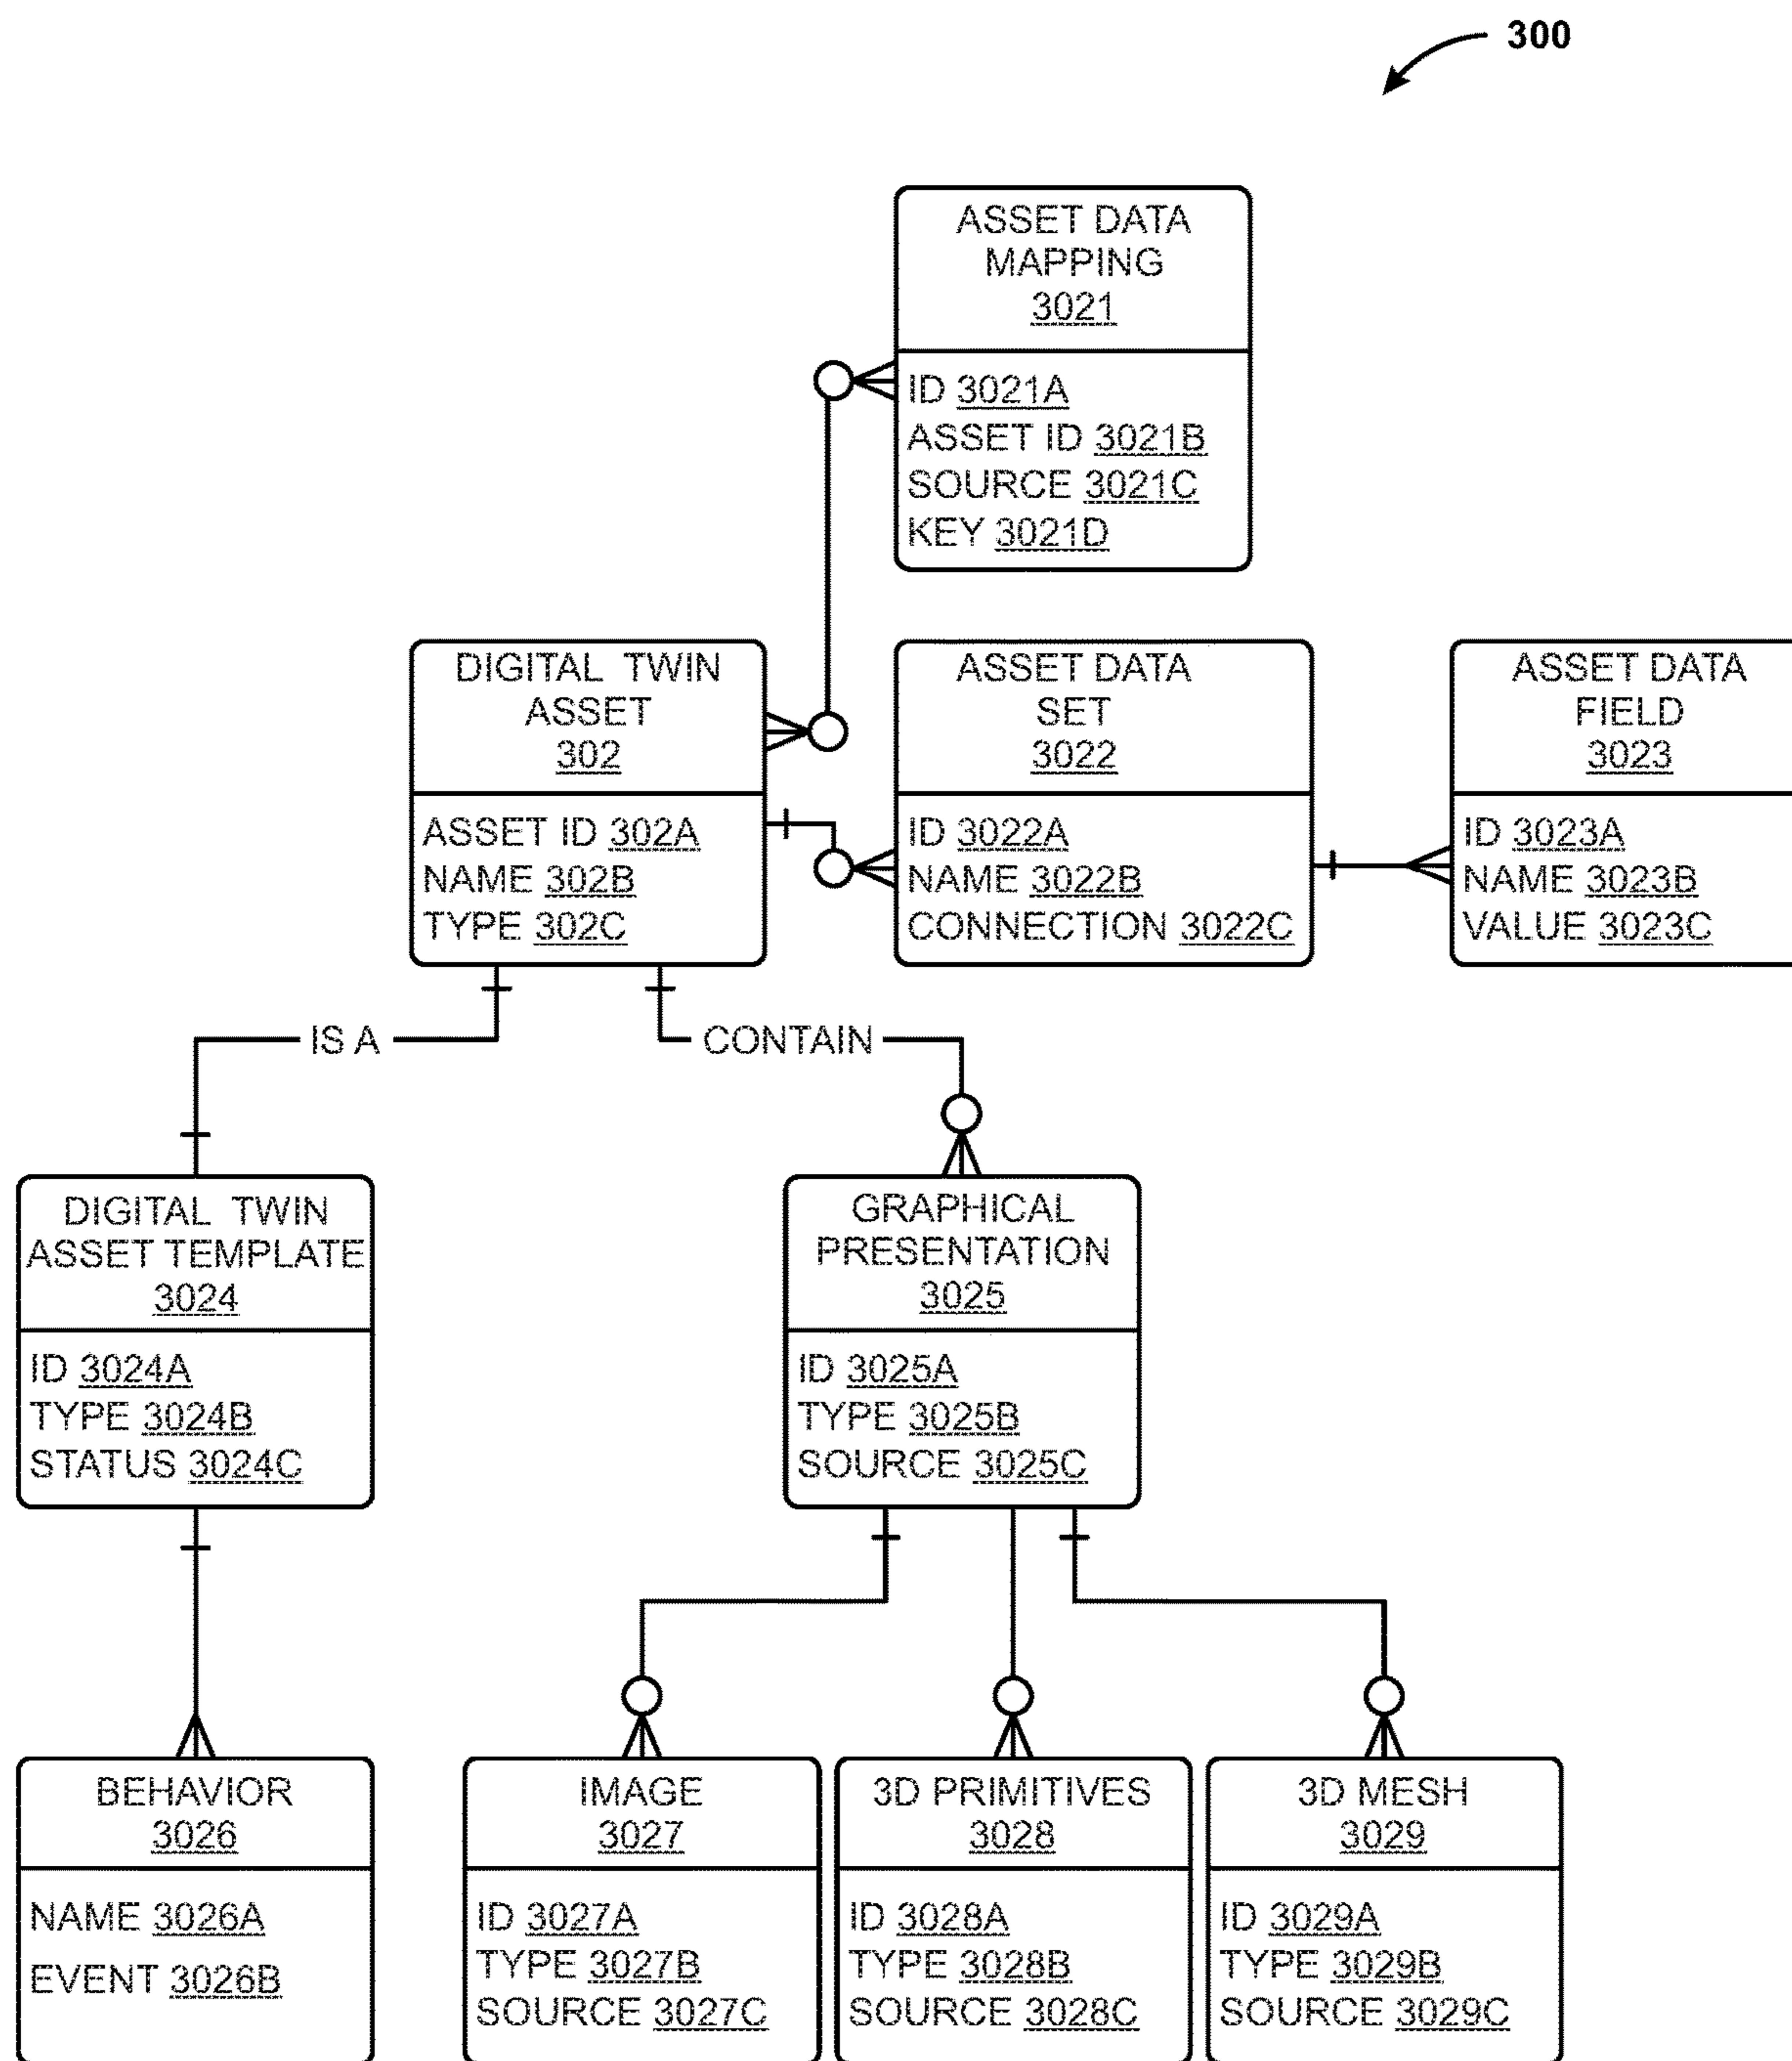 300
ASSET DATA
MAPPING
3021
ID 3021A
ASSET ID 3021B
SOURCE 3021C
KEY 3021D
DIGITAL TWIN
ASSET
302
ASSET ID 302A
NAME 302B
TYPE 302C
ASSET DATA
SET
3022
ID 3022A
NAME 3022B
CONNECTION 3022C
ASSET DATA
FIELD
3023
ID 3023A
NAME 3023B
VALUE 3023C
IS A
CONTAIN
DIGITAL TWIN
ASSET TEMPLATE
3024
ID 3024A
TYPE 3024B
STATUS 3024C
GRAPHICAL
PRESENTATION
3025
ID 3025A
TYPE 3025B
SOURCE 3025C
BEHAVIOR
3026
NAME 3026A
EVENT 3026B
IMAGE
3027
ID 3027A
TYPE 3027B
SOURCE 3027C
3D PRIMITIVES
3028
ID 3028A
TYPE 3028B
SOURCE 3028C
3D MESH
3029
ID 3029A
TYPE 3029B
SOURCE 3029C